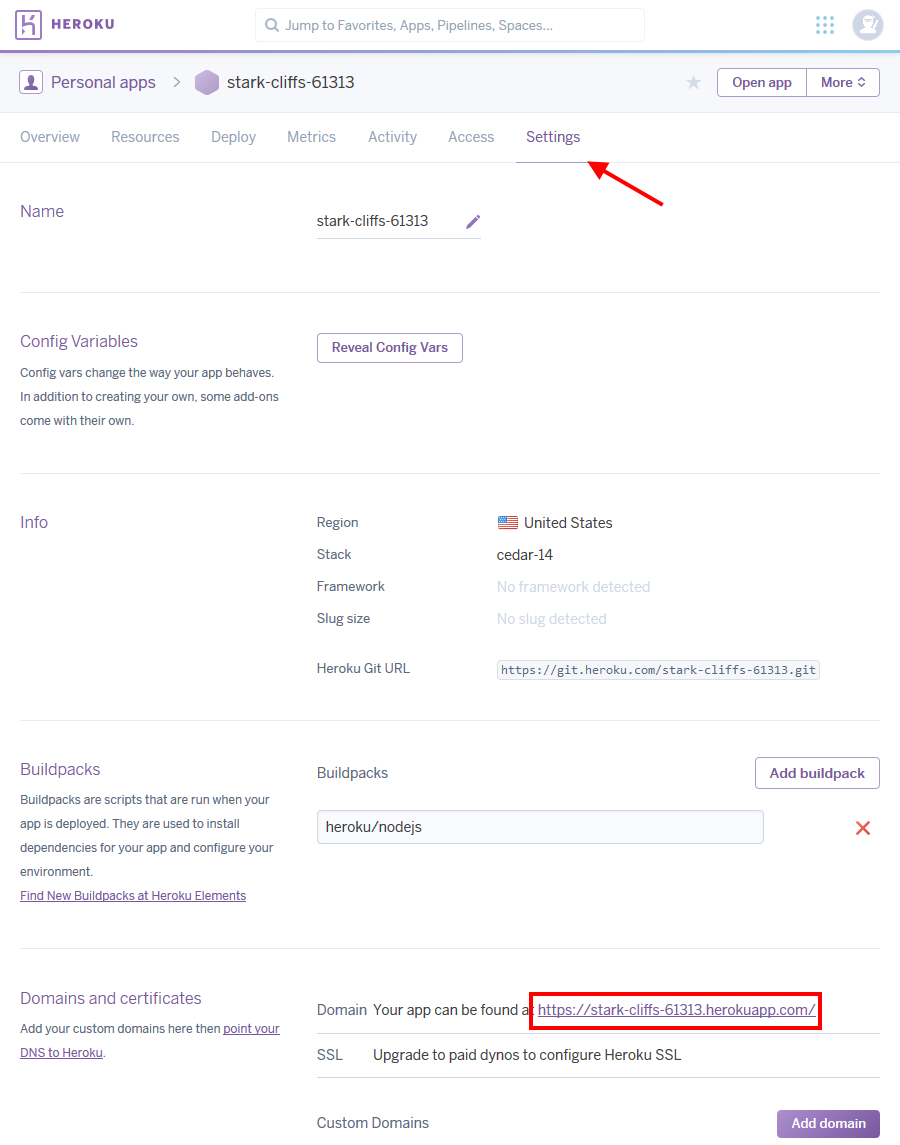 HEROKU
Jump to Favorites, Apps, Pipelines, Spaces...
Personal apps > stark-cliffs-61313
Open app
More
Overview Resources Deploy Metrics Activity Access Settings
Name
stark-cliffs-61313
Config Variables
Reveal Config Vars
Config vars change the way your app behaves.
In addition to creating your own, some add-ons
come with their own.
Info
Region United States
Stack cedar-14
Framework No framework detected
Slug size No slug detected
Heroku Git URL https://git.heroku.com/stark-cliffs-61313.git
Buildpacks
Buildpacks are scripts that are run when your
app is deployed. They are used to install
dependencies for your app and configure your
environment.
Find New Buildpacks at Heroku Elements
Buildpacks
Add buildpack
heroku/nodejs
Domains and certificates
Add your custom domains here then point your
DNS to Heroku.
Domain Your app can be found at https://stark-cliffs-61313.herokuapp.com/
SSL Upgrade to paid dynos to configure Heroku SSL
Custom Domains
Add domain